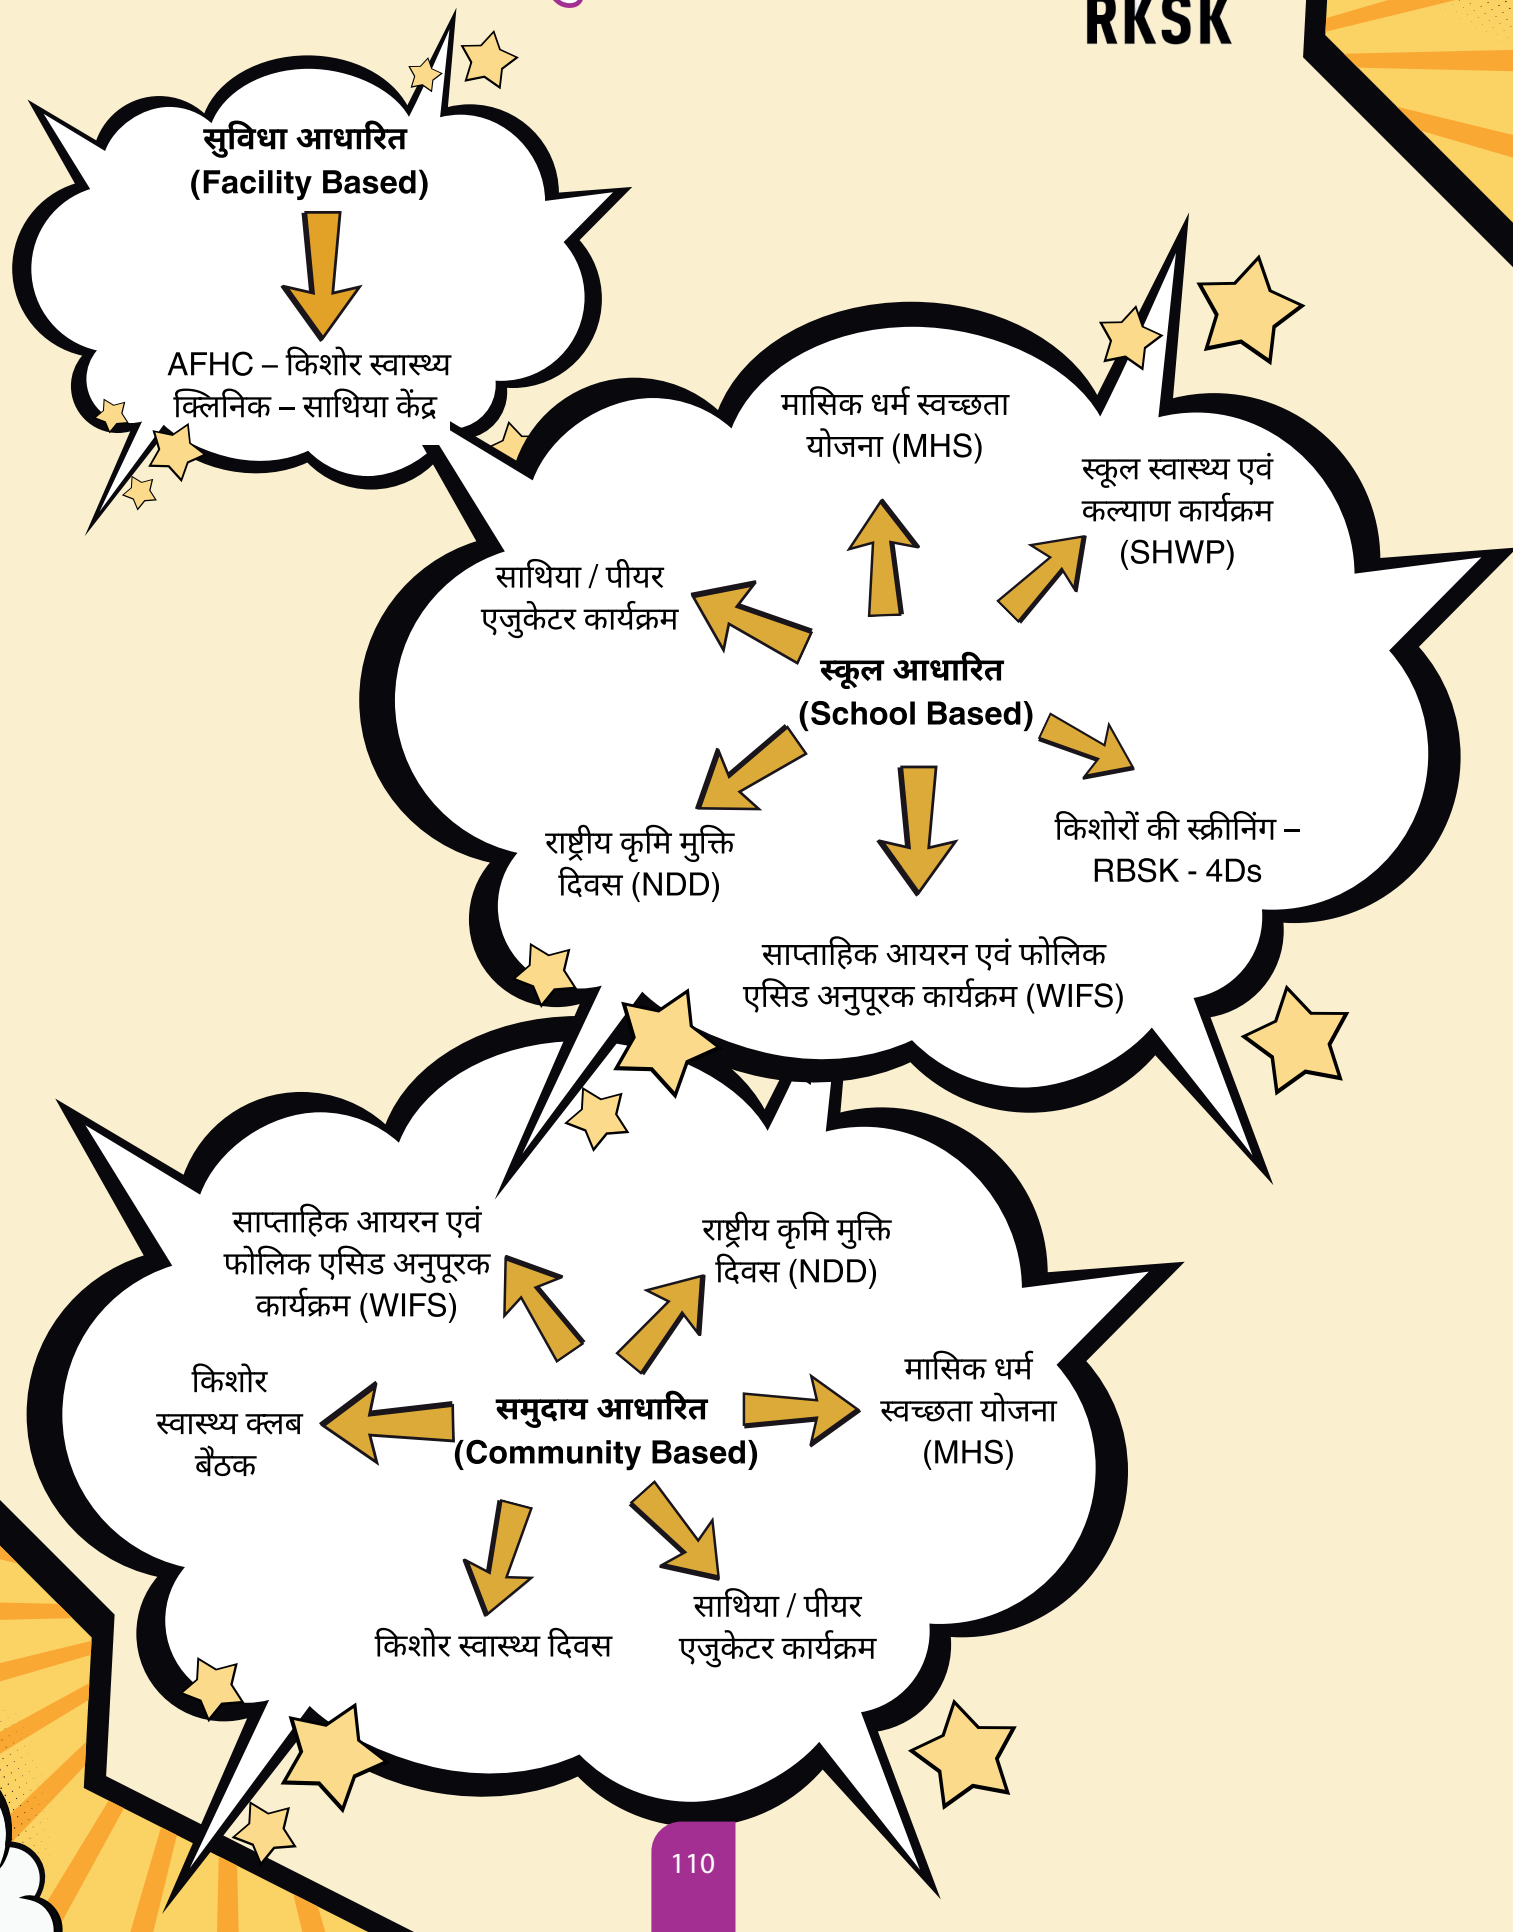 RKSK
सुविधा आधारित
(Facility Based)
AFHC – किशोर स्वास्थ्य
क्लिनिक – साथिया केंद्र
मासिक धर्म स्वच्छता
योजना (MHS)
स्कूल स्वास्थ्य एवं
कल्याण कार्यक्रम
(SHWP)
साथिया / पीयर
एजुकेटर कार्यक्रम
स्कूल आधारित
(School Based)
राष्ट्रीय कृमि मुक्ति
दिवस (NDD)
किशोरों की स्क्रीनिंग –
RBSK - 4Ds
साप्ताहिक आयरन एवं फोलिक
एसिड अनुपूरक कार्यक्रम (WIFS)
साप्ताहिक आयरन एवं
फोलिक एसिड अनुपूरक
कार्यक्रम (WIFS)
राष्ट्रीय कृमि मुक्ति
दिवस (NDD)
किशोर
स्वास्थ्य क्लब
बैठक
समुदाय आधारित
(Community Based)
मासिक धर्म
स्वच्छता योजना
(MHS)
किशोर स्वास्थ्य दिवस
साथिया / पीयर
एजुकेटर कार्यक्रम
110